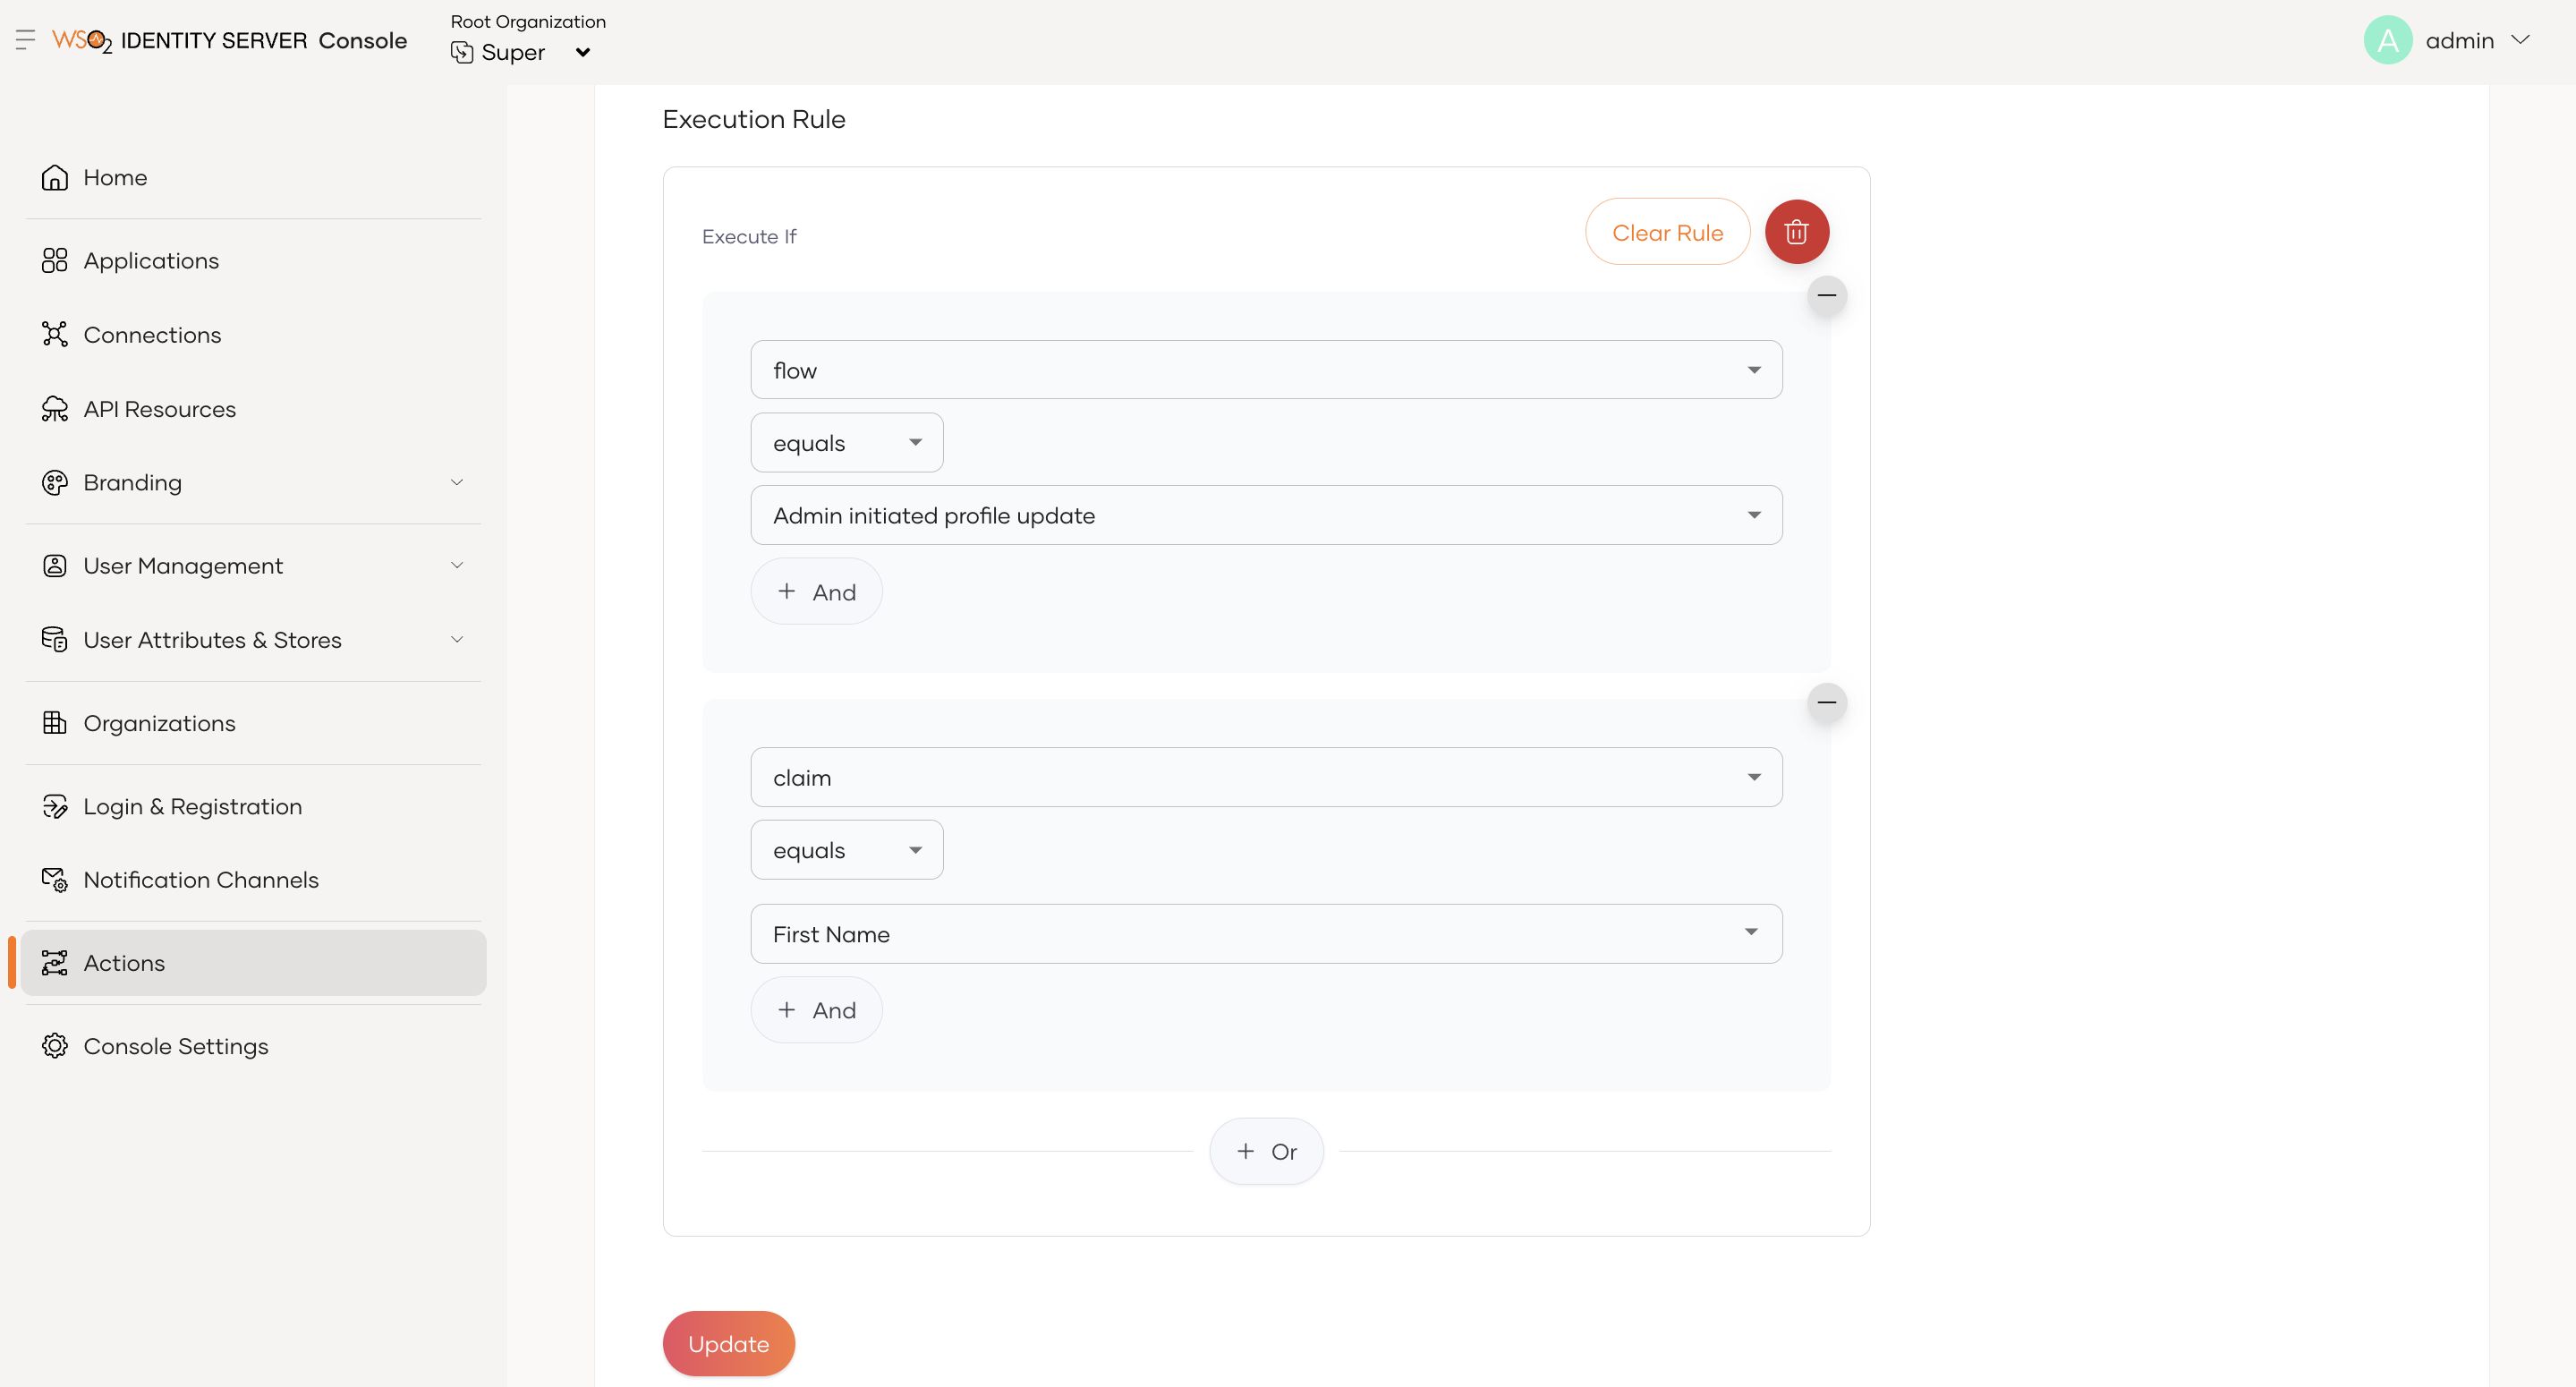 WSO2 IDENTITY SERVER Console
Root Organization
Super
A
admin
Home
Applications
Connections
API Resources
Branding
User Management
User Attributes & Stores
Organizations
Login & Registration
Notification Channels
Actions
Console Settings
Execution Rule
Execute If
Clear Rule
flow
equals
Admin initiated profile update
+ And
claim
equals
First Name
+ And
+ Or
Update